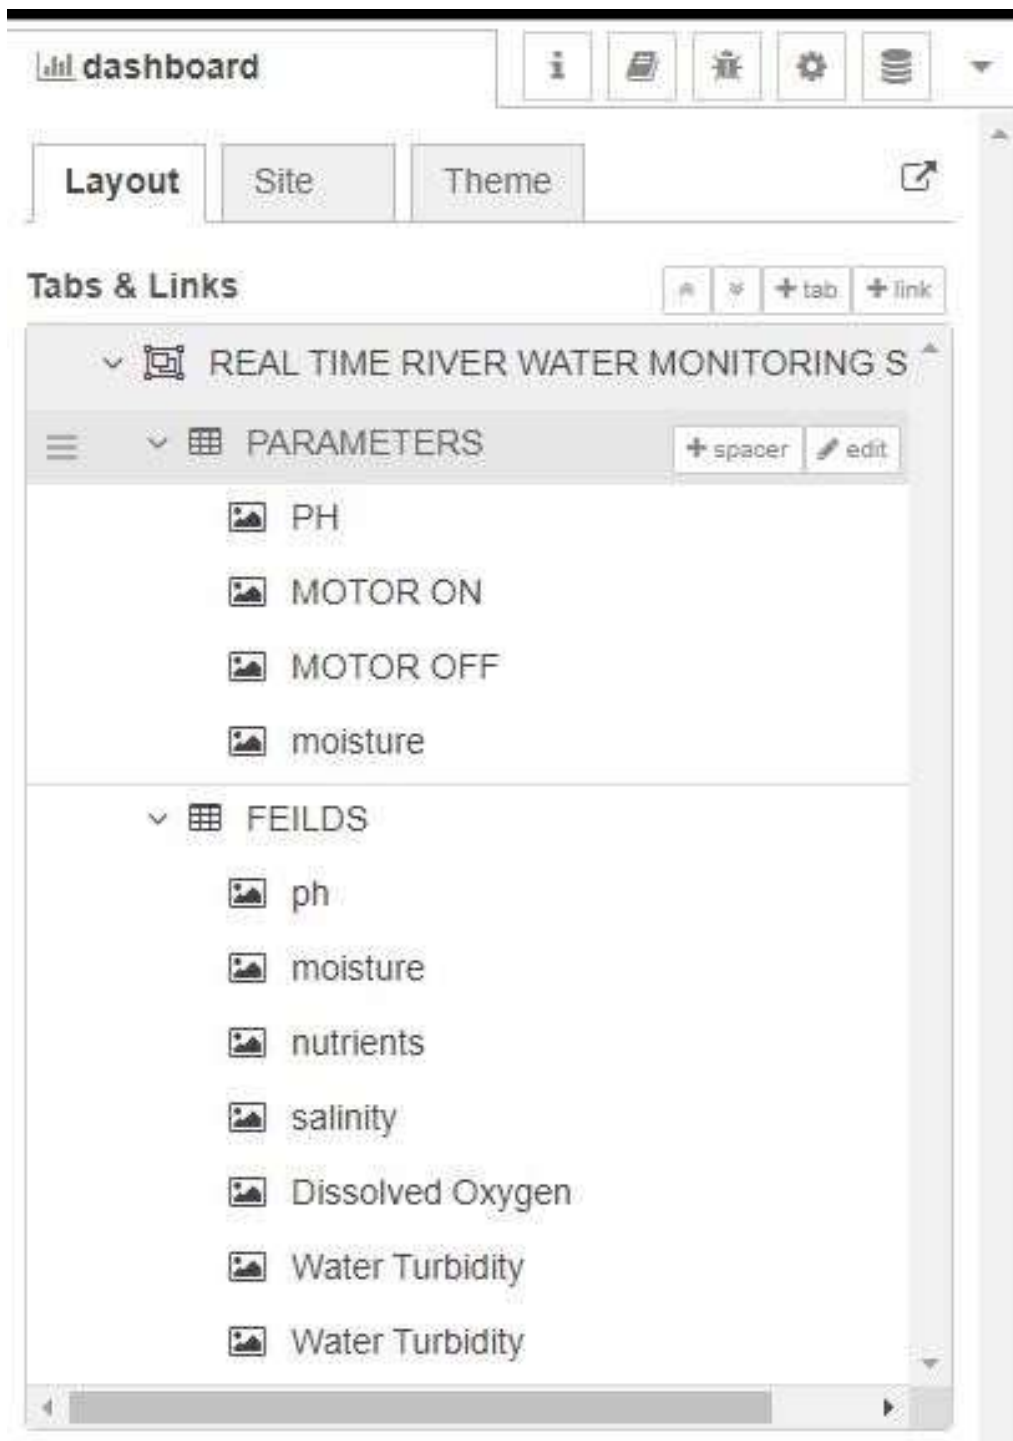 dashboard
Layout Site Theme
Tabs & Links
tab link
REAL TIME RIVER WATER MONITORING S
PARAMETERS spacer edit
PH
MOTOR ON
MOTOR OFF
moisture
FEILDS
ph
moisture
nutrients
salinity
Dissolved Oxygen
Water Turbidity
Water Turbidity